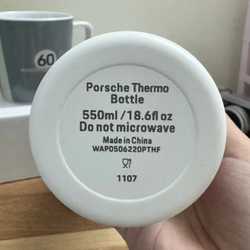 60
Porsche Thermo
Bottle
550ml / 18.6fl oz
Do not microwave
Made in China
WAP0506220PTHF
1107